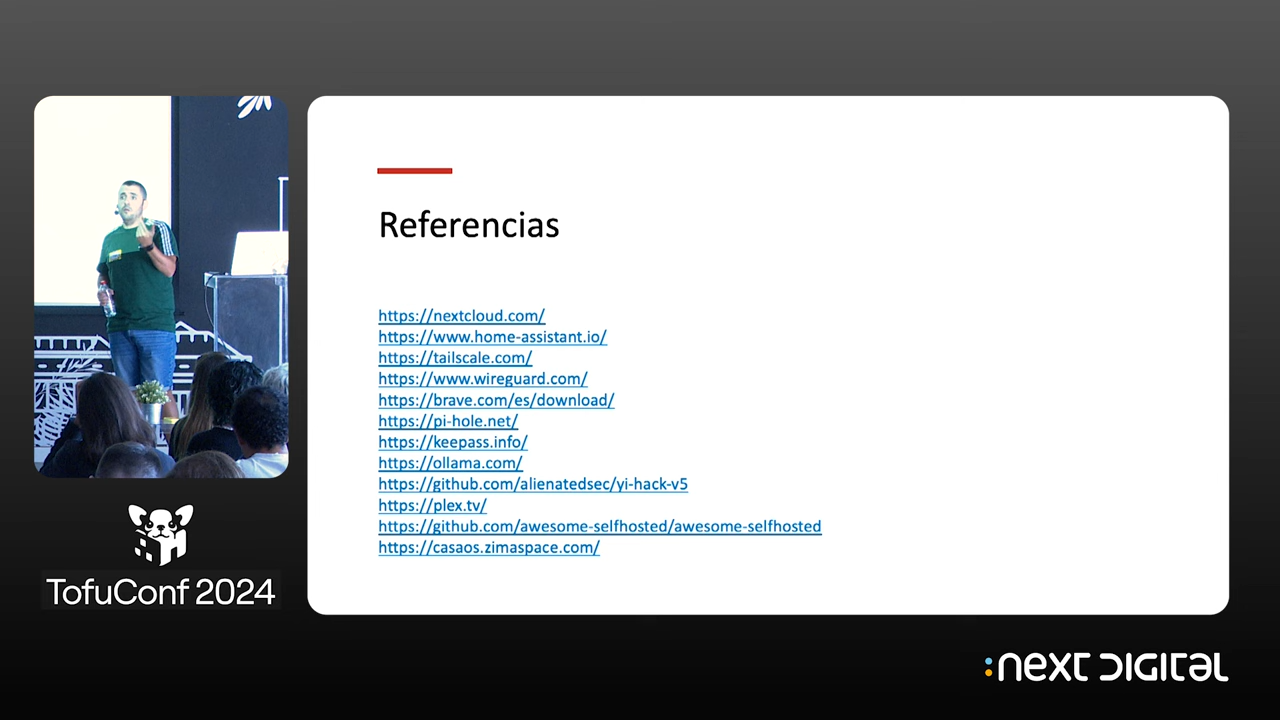 Referencias
https://nextcloud.com/
https://www.home-assistant.io/
https://tailscale.com/
https://www.wireguard.com/
https://brave.com/es/download/
https://pi-hole.net/
https://keepass.info/
https://ollama.com/
https://github.com/alienatedsec/yi-hack-v5
https://plex.tv/
https://github.com/awesome-selfhosted/awesome-selfhosted
https://casaos.zimaspace.com/
TofuConf 2024
:NEXT DIGITAL